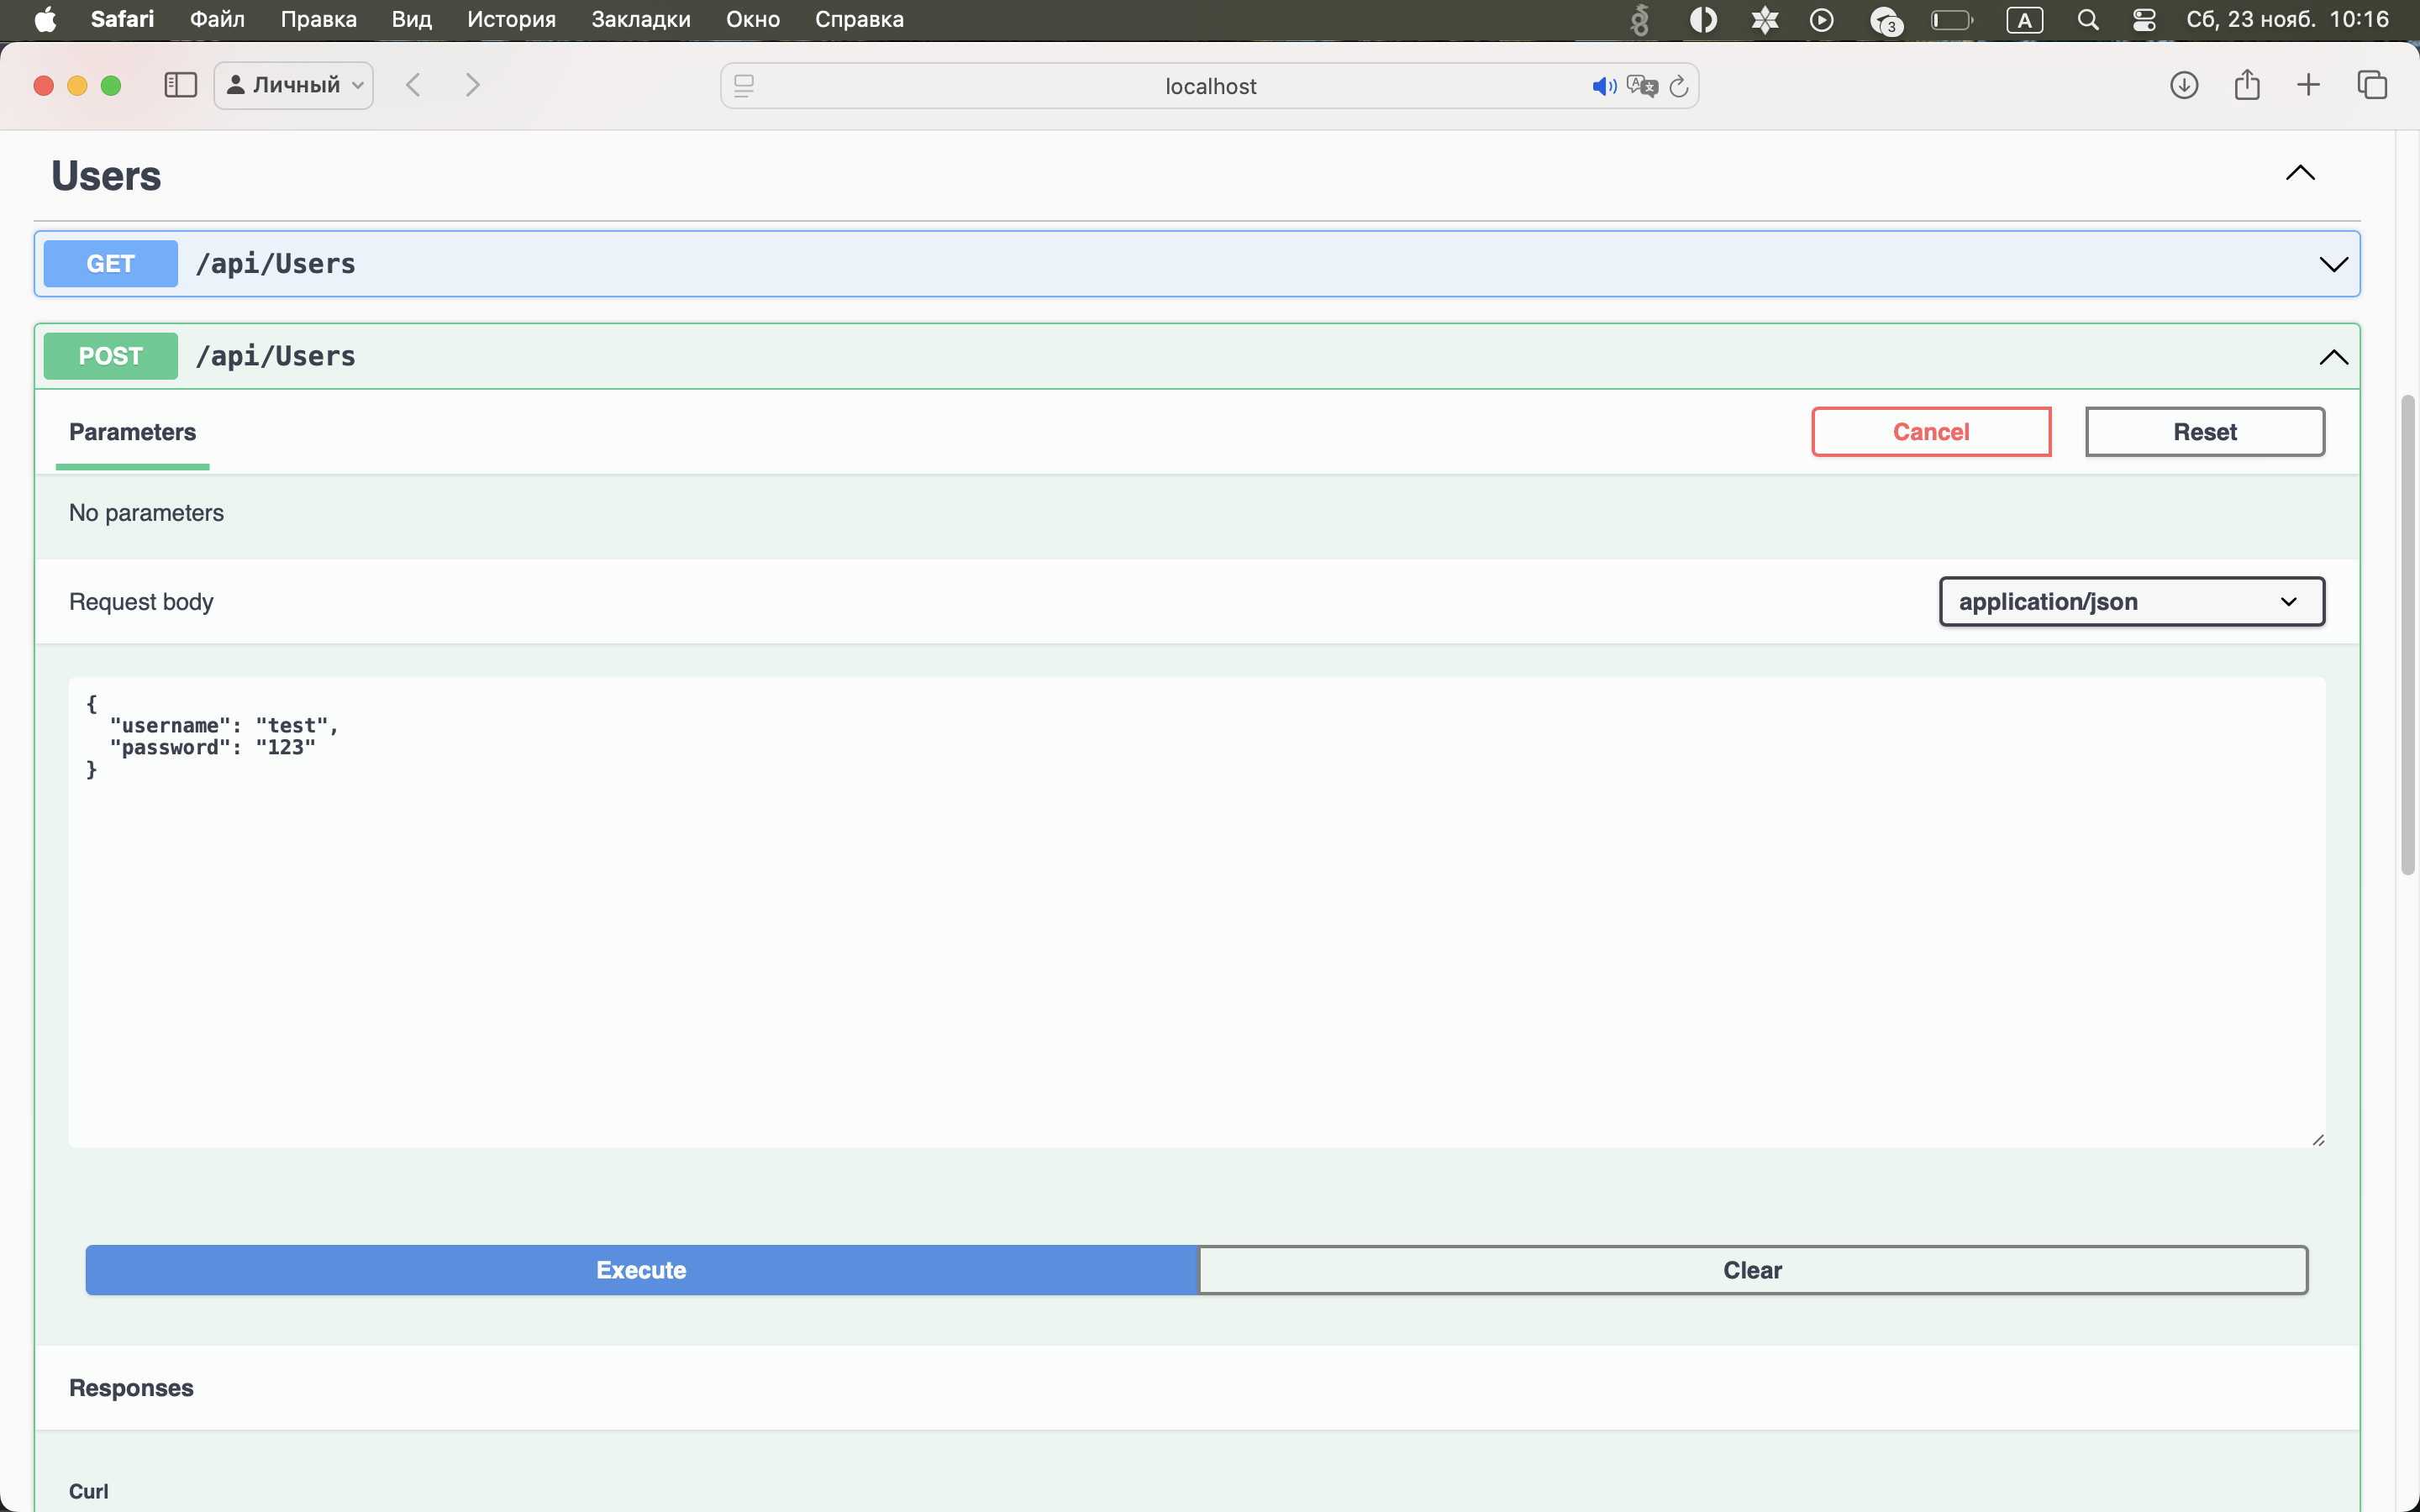 Safari Файл Правка Вид История Закладки Окно Справка 3 A Сб, 23 нояб. 10:16
Личный localhost
Users
GET /api/Users
POST /api/Users
Parameters Cancel Reset
No parameters
Request body application/json
{
"username": "test",
"password": "123"
}
Execute Clear
Responses
Curl